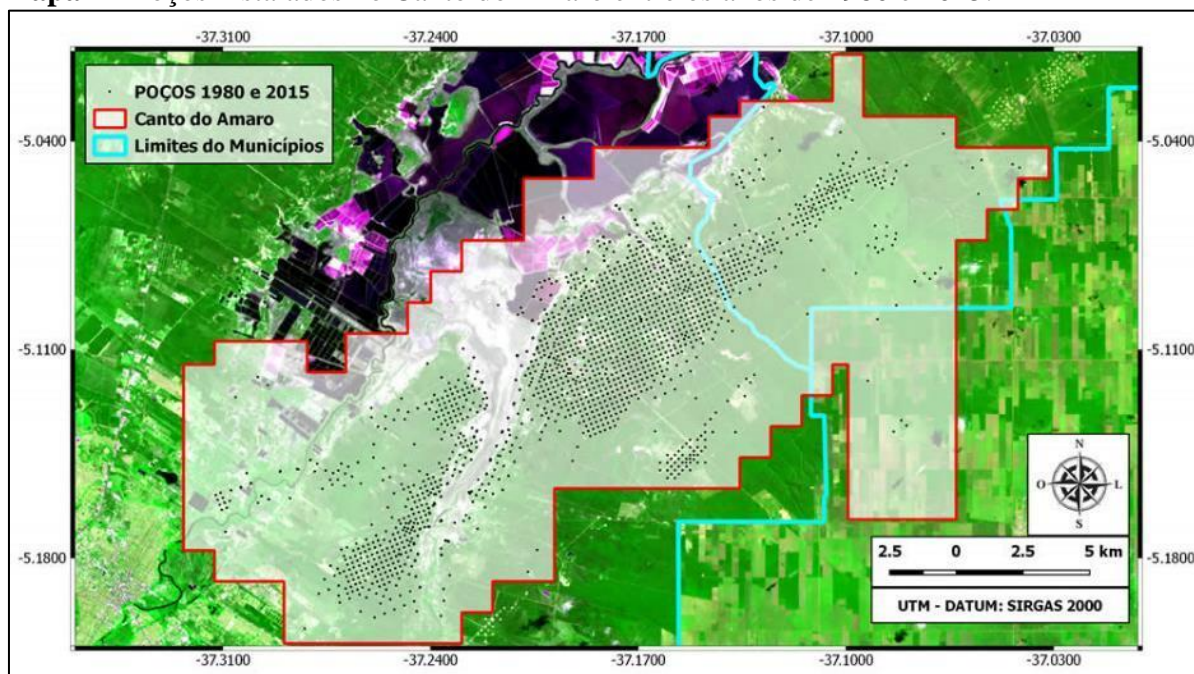 -37.3100 -37.2400 -37.1700 -37.1000 -37.0300
POÇOS 1980 e 2015
Canto do Amaro
Limites do Municípios
-5.0400 -5.0400
-5.1100 -5.1100
-5.1800 -5.1800
N
O L
S
2.5 0 2.5 5 km
UTM - DATUM: SIRGAS 2000
-37.3100 -37.2400 -37.1700 -37.1000 -37.0300